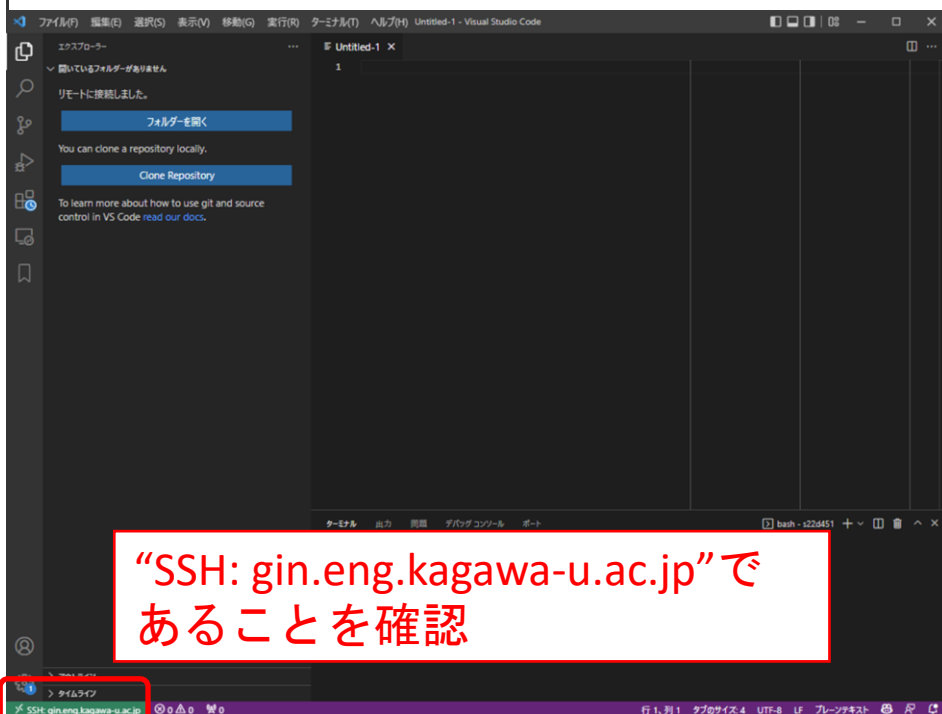 ファイル(F) 編集(E) 選択(S) 表示(V) 移動(G) 実行(R) ターミナル(T) ヘルプ(H) Untitled-1 - Visual Studio Code
エクスプローラー
Untitled-1
開いているフォルダーがありません
1
リモートに接続しました。
フォルダーを開く
You can clone a repository locally.
Clone Repository
To learn more about how to use git and source
control in VS Code read our docs.
ターミナル 出力 問題 デバッグ コンソール ポート
bash - s22d451
“SSH: gin.eng.kagawa-u.ac.jp”で
あることを確認
タイムライン
1
SSH: gin.eng.kagawa-u.ac.jp 0 0 0
行 1、列 1 タブのサイズ: 4 UTF-8 LF プレーンテキスト